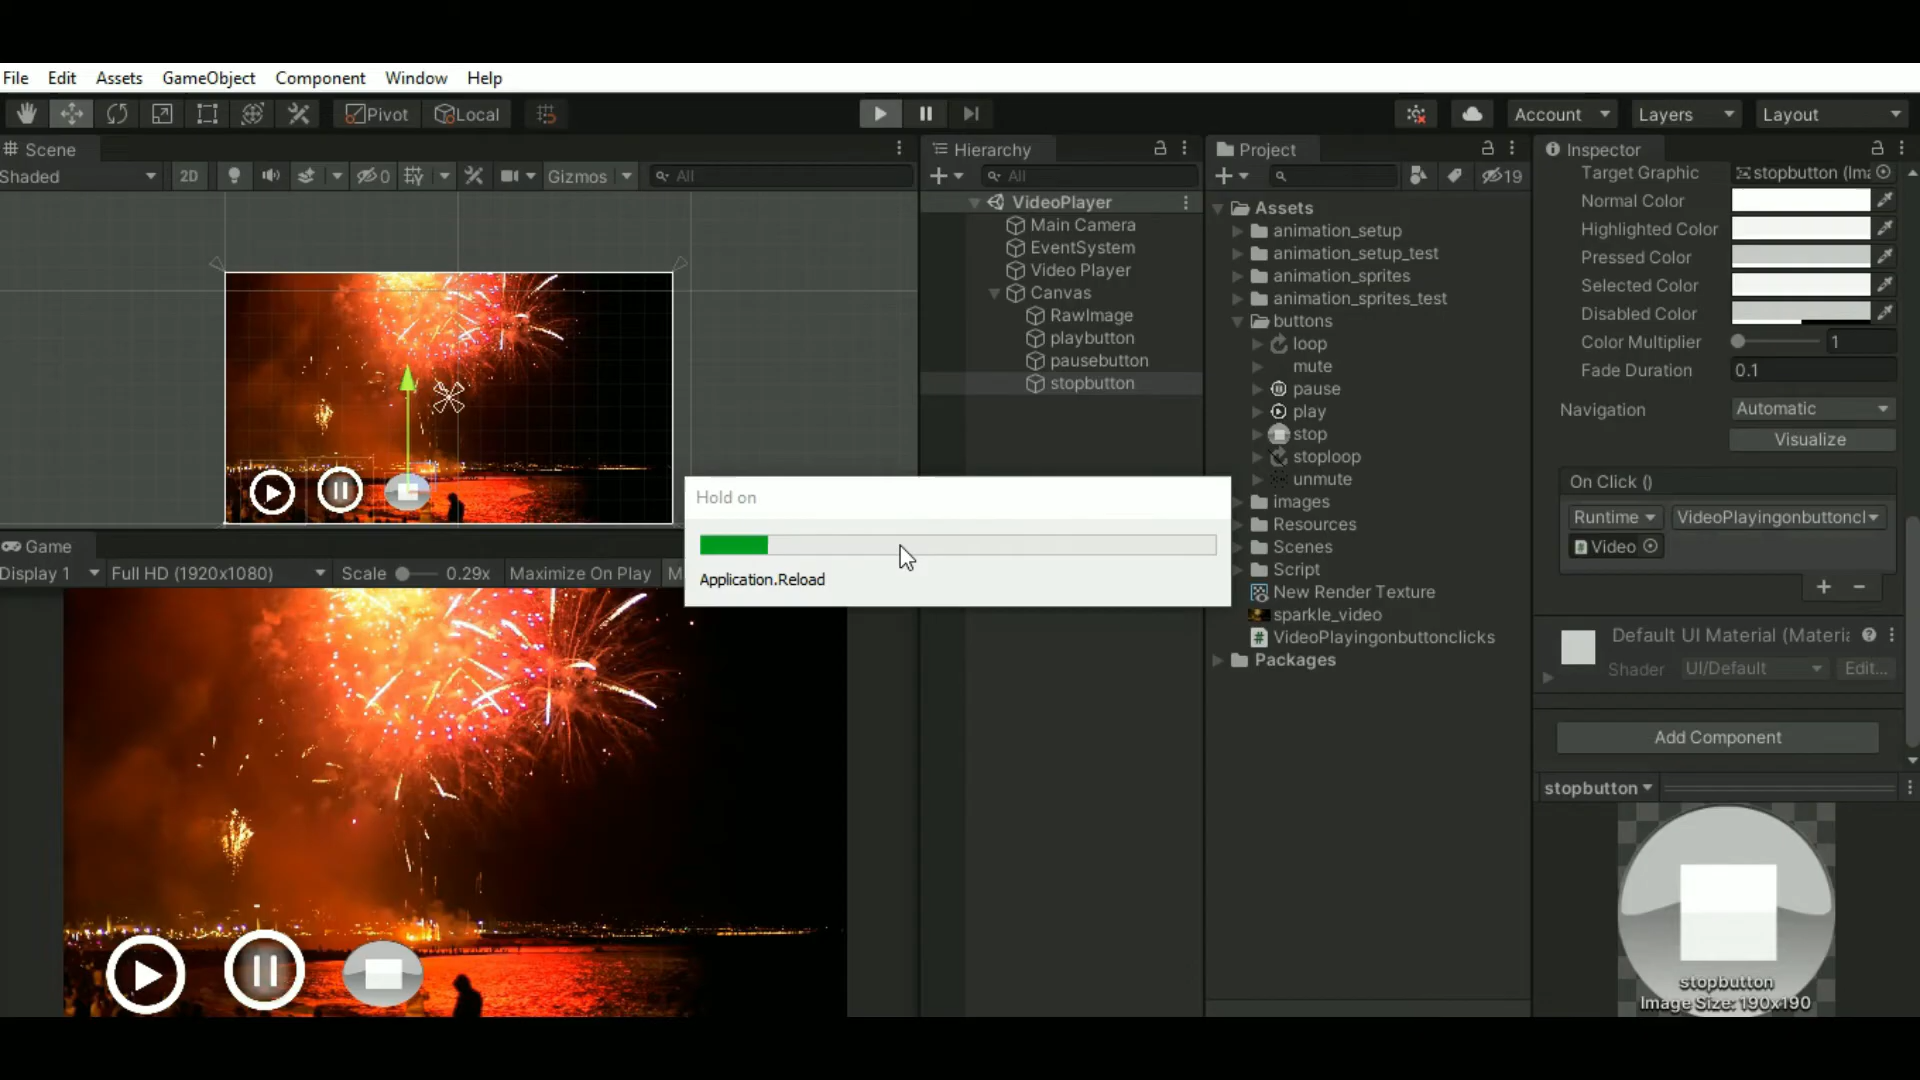 File Edit Assets GameObject Component Window Help
Pivot Local Account Layers Layout
Scene
Shaded 2D 0 Gizmos All
Hierarchy
All
VideoPlayer
Main Camera
EventSystem
Video Player
Canvas
RawImage
playbutton
pausebutton
stopbutton
Project
19
Assets
animation_setup
animation_setup_test
animation_sprites
animation_sprites_test
buttons
loop
mute
pause
play
stop
stoploop
unmute
images
Resources
Scenes
Script
New Render Texture
sparkle_video
VideoPlayingonbuttonclicks
Packages
Inspector
Target Graphic stopbutton (Ima
Normal Color
Highlighted Color
Pressed Color
Selected Color
Disabled Color
Color Multiplier 1
Fade Duration 0.1
Navigation Automatic
Visualize
On Click ()
Runtime VideoPlayingonbuttoncl
Video
Default UI Material (Materia
Shader UI/Default Edit...
Add Component
stopbutton
stopbutton
Image Size: 190x190
Game
Display 1 Full HD (1920x1080) Scale 0.29x Maximize On Play M
Hold on
Application.Reload